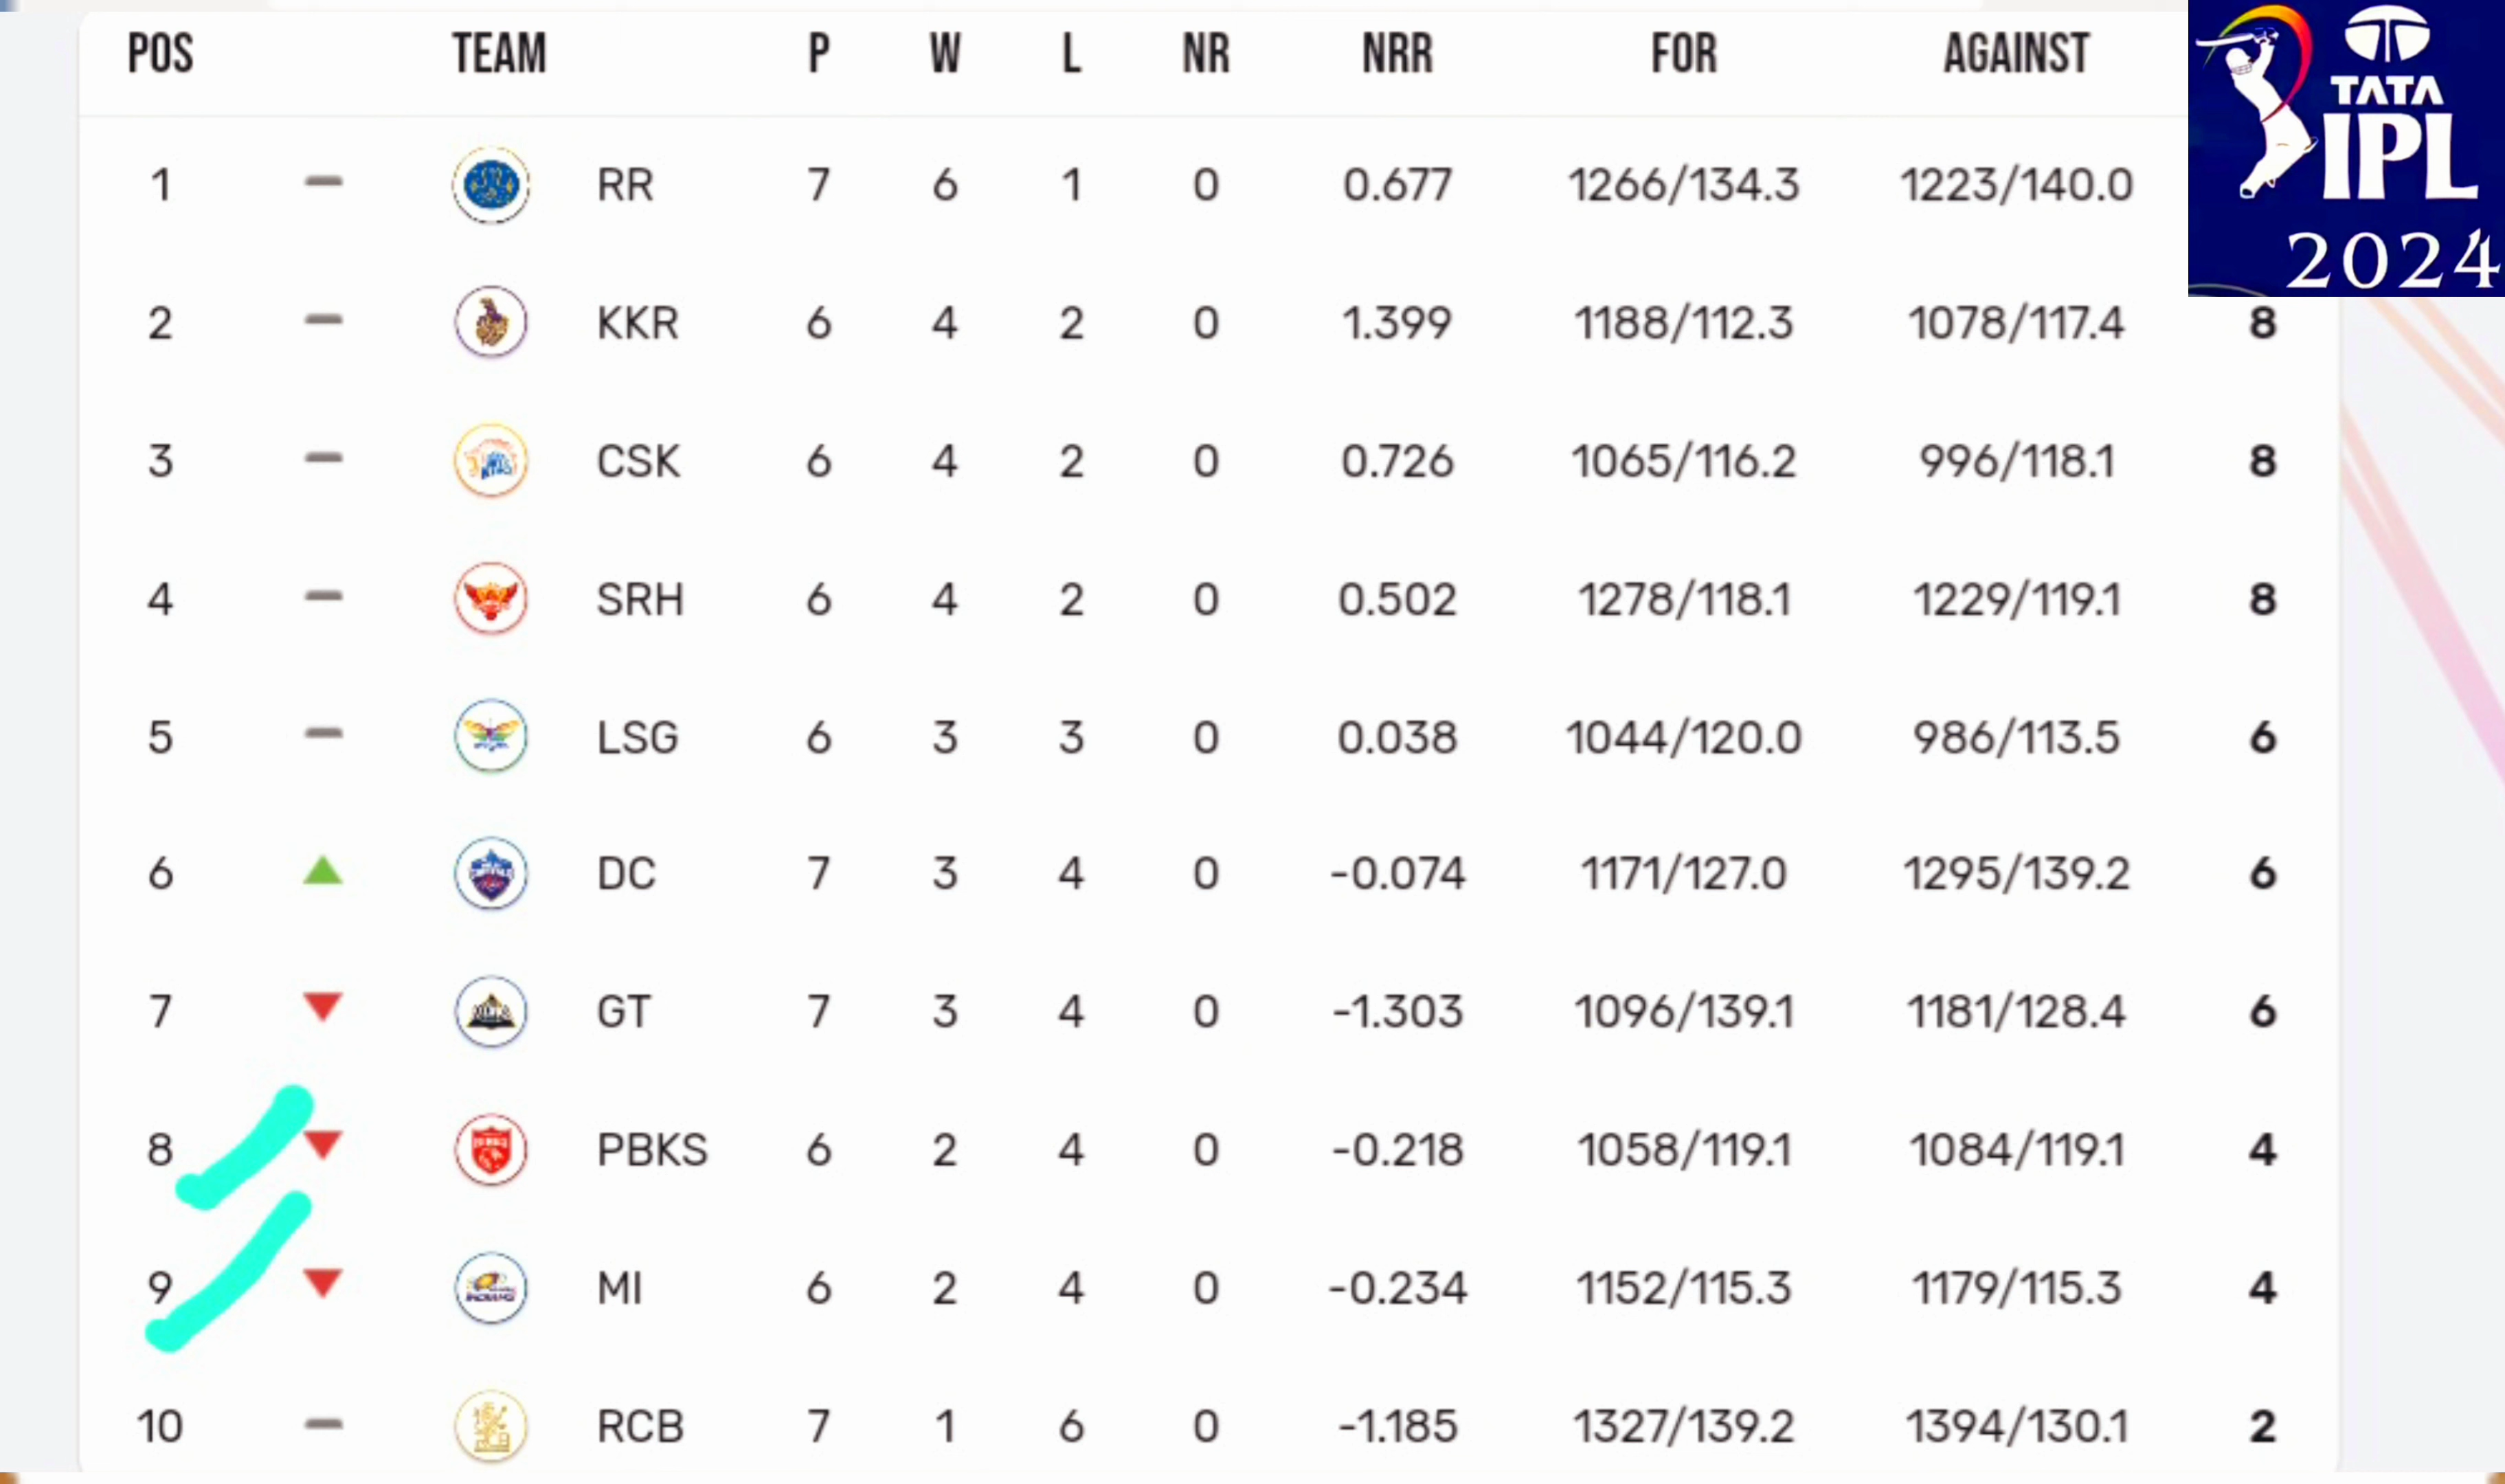 POS TEAM P W L NR NRR FOR AGAINST
TATA
IPL
2024
1 RR 7 6 1 0 0.677 1266/134.3 1223/140.0
2 KKR 6 4 2 0 1.399 1188/112.3 1078/117.4 8
3 CSK 6 4 2 0 0.726 1065/116.2 996/118.1 8
4 SRH 6 4 2 0 0.502 1278/118.1 1229/119.1 8
5 LSG 6 3 3 0 0.038 1044/120.0 986/113.5 6
6 DC 7 3 4 0 -0.074 1171/127.0 1295/139.2 6
7 GT 7 3 4 0 -1.303 1096/139.1 1181/128.4 6
8 PBKS 6 2 4 0 -0.218 1058/119.1 1084/119.1 4
9 MI 6 2 4 0 -0.234 1152/115.3 1179/115.3 4
10 RCB 7 1 6 0 -1.185 1327/139.2 1394/130.1 2